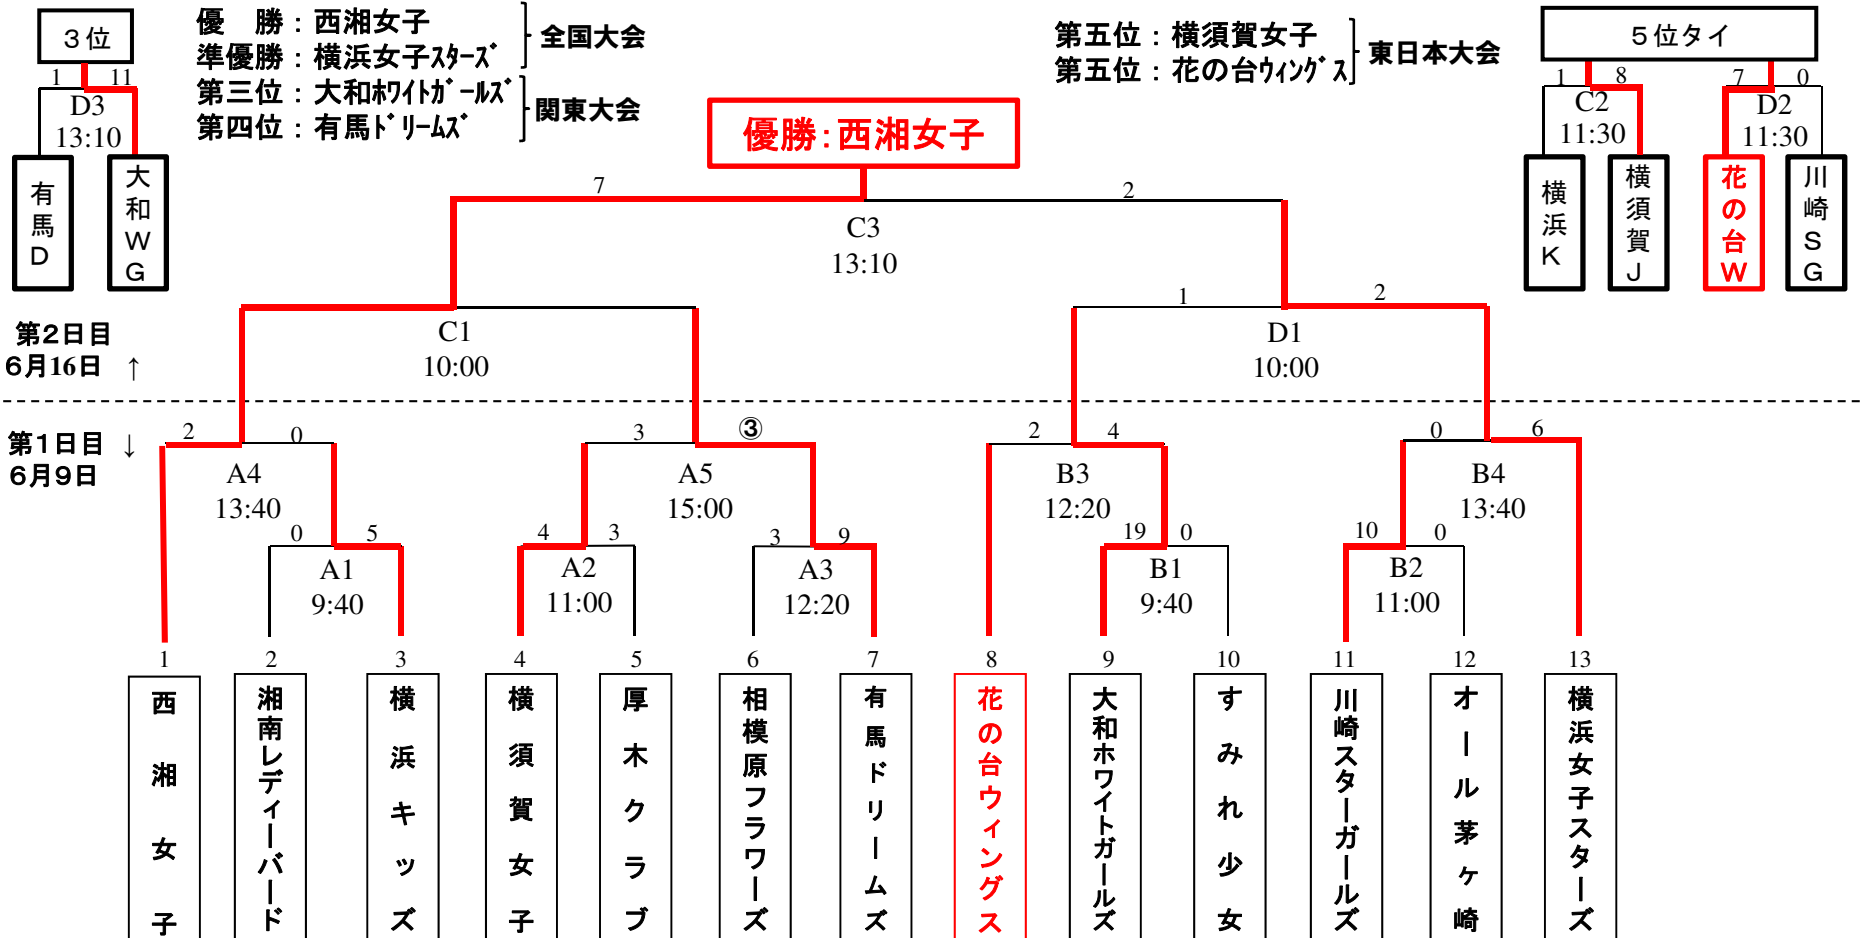 ３位
1 11
D3
13:10
有馬D
大和WG
優　勝：西湘女子
準優勝：横浜女子ｽﾀｰｽﾞ
全国大会
第三位：大和ﾎﾜｲﾄｶﾞｰﾙｽﾞ
第四位：有馬ﾄﾞﾘｰﾑｽﾞ
関東大会
第五位：横須賀女子
第五位：花の台ｳｨﾝｸﾞｽ
東日本大会
５位タイ
1 8
C2
11:30
7 0
D2
11:30
横浜K
横須賀J
花の台W
川崎SG
優勝：西湘女子
7 2
C3
13:10
第２日目
６月16日 ↑
C1
10:00
1 2
D1
10:00
第１日目 ↓
６月９日
2 0
A4
13:40
3 ③
A5
15:00
2 4
B3
12:20
0 6
B4
13:40
0 5
A1
9:40
4 3
A2
11:00
3 9
A3
12:20
19 0
B1
9:40
10 0
B2
11:00
1 2 3 4 5 6 7 8 9 10 11 12 13
西湘女子
湘南レディーバード
横浜キッズ
横須賀女子
厚木クラブ
相模原フラワーズ
有馬ドリームズ
花の台ウィングス
大和ホワイトガールズ
すみれ少女
川崎スターガールズ
オール茅ヶ崎
横浜女子スターズ